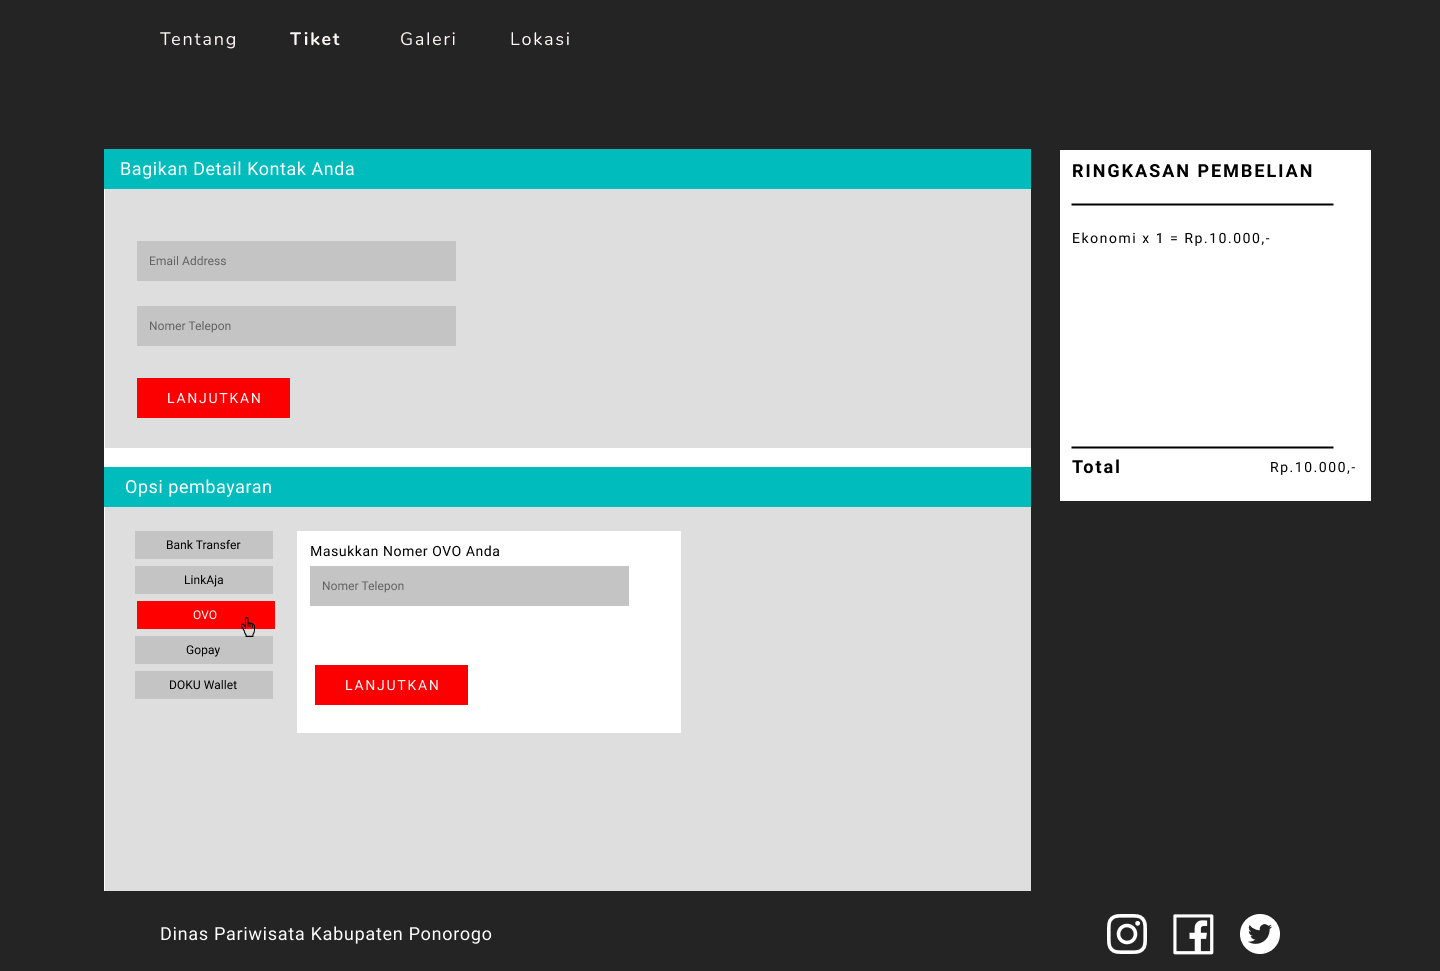 Tentang Tiket Galeri Lokasi
Bagikan Detail Kontak Anda
Email Address
Nomer Telepon
LANJUTKAN
RINGKASAN PEMBELIAN
Ekonomi x 1 = Rp.10.000,-
Total Rp.10.000,-
Opsi pembayaran
Bank Transfer
LinkAja
OVO
Gopay
DOKU Wallet
Masukkan Nomer OVO Anda
Nomer Telepon
LANJUTKAN
Dinas Pariwisata Kabupaten Ponorogo